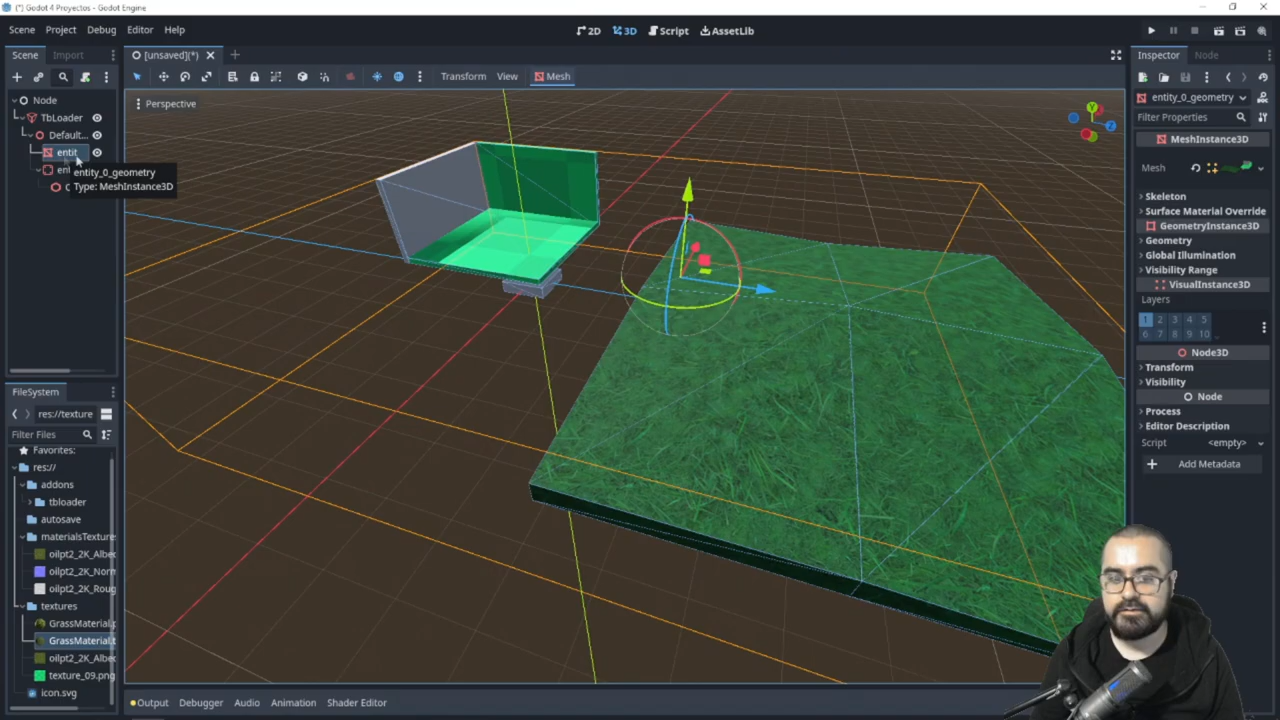 (*) Godot 4 Proyectos - Godot Engine
Scene Project Debug Editor Help
2D 3D Script AssetLib
Scene Import
[unsaved](*)
Inspector Node
Transform View Mesh
Perspective
Node
TbLoader
Default...
entit
entity_0_geometry
Type: MeshInstance3D
Y
Z
FileSystem
res://texture
Filter Files
Favorites:
res://
addons
tbloader
autosave
materialsTexture
oilpt2_2K_Albe
oilpt2_2K_Norr
oilpt2_2K_Roug
textures
GrassMaterial.
GrassMaterial.t
oilpt2_2K_Albe
texture_09.png
icon.svg
Output Debugger Audio Animation Shader Editor
entity_0_geometry
Filter Properties
MeshInstance3D
Mesh
Skeleton
Surface Material Override
GeometryInstance3D
Geometry
Global Illumination
Visibility Range
VisualInstance3D
Layers
1 2 3 4 5
6 7 8 9 10
Node3D
Transform
Visibility
Node
Process
Editor Description
Script <empty>
Add Metadata